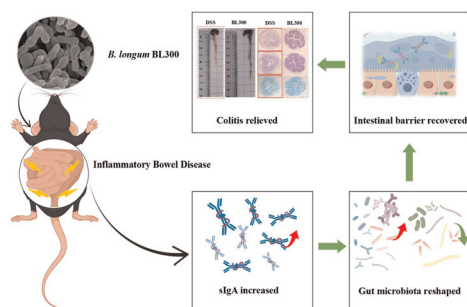 DSS BL300 DSS BL300
B. longum BL300
Colitis relieved
Intestinal barrier recovered
Inflammatory Bowel Disease
sIgA increased
Gut microbiota reshaped